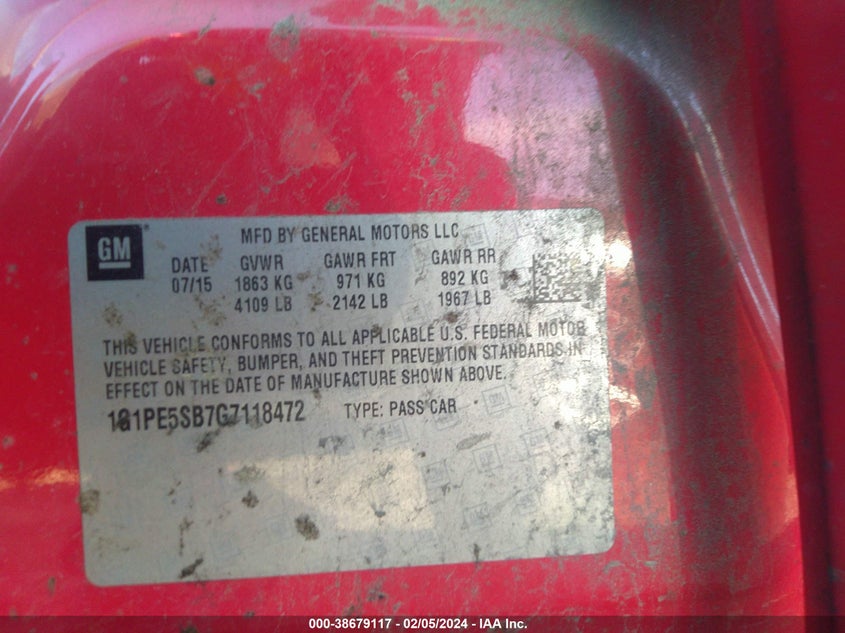 GM
MFD BY GENERAL MOTORS LLC
DATE GVWR GAWR FRT GAWR RR
07/15 1863 KG 971 KG 892 KG
4109 LB 2142 LB 1967 LB
THIS VEHICLE CONFORMS TO ALL APPLICABLE U.S. FEDERAL MOTOR
VEHICLE SAFETY, BUMPER, AND THEFT PREVENTION STANDARDS IN
EFFECT ON THE DATE OF MANUFACTURE SHOWN ABOVE.
1G1PE5SB7G7118472 TYPE: PASS CAR
000-38679117 - 02/05/2024 - IAA Inc.